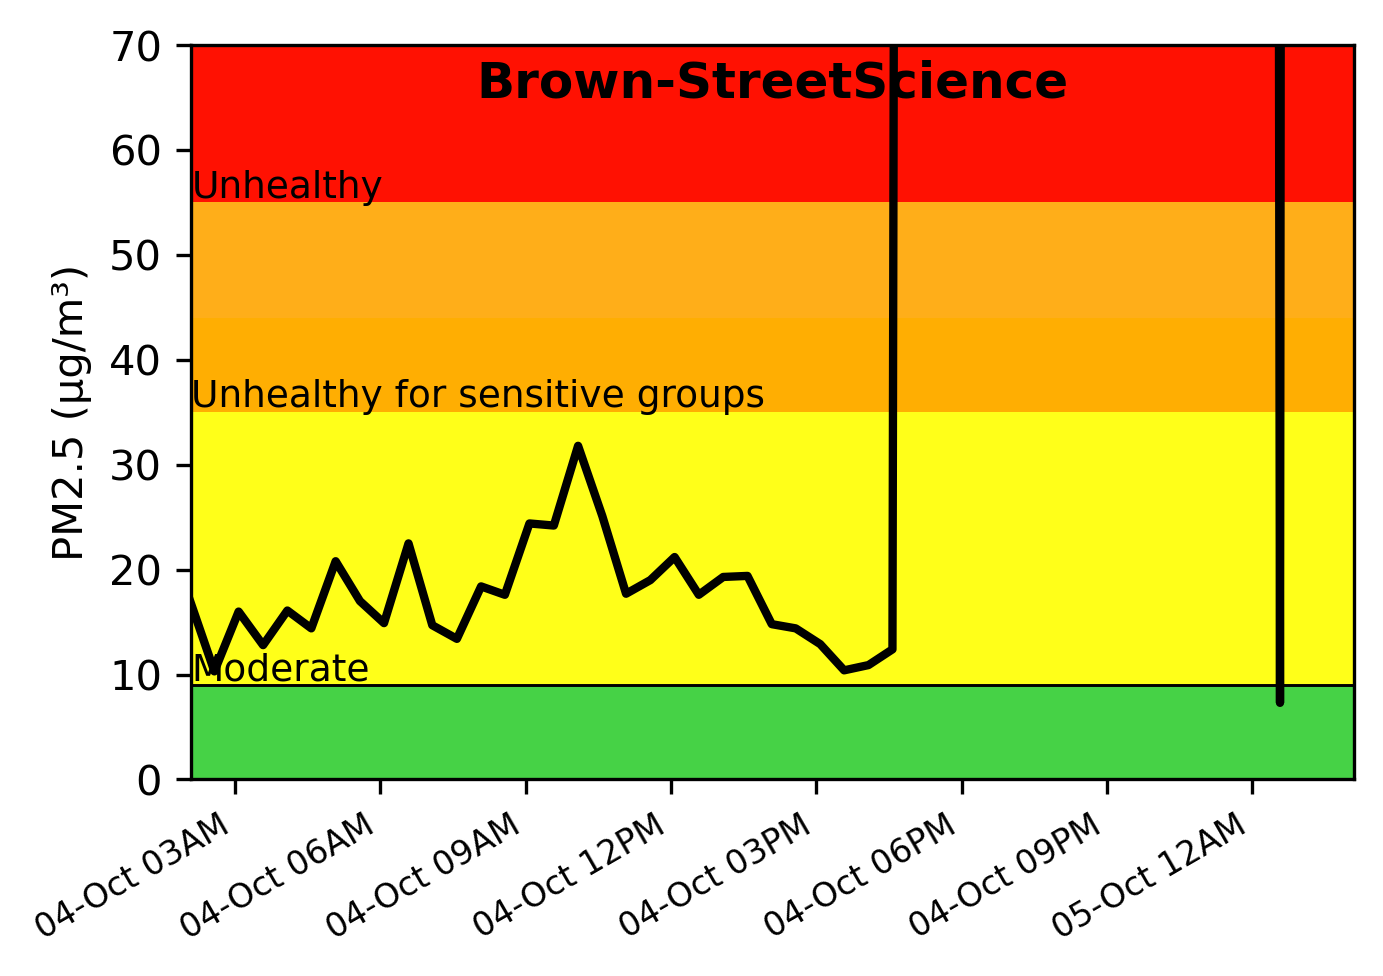 Brown-StreetScience
PM2.5 (µg/m³)
70
60
50
40
30
20
10
0
Unhealthy
Unhealthy for sensitive groups
Moderate
04-Oct 03AM
04-Oct 06AM
04-Oct 09AM
04-Oct 12PM
04-Oct 03PM
04-Oct 06PM
04-Oct 09PM
05-Oct 12AM